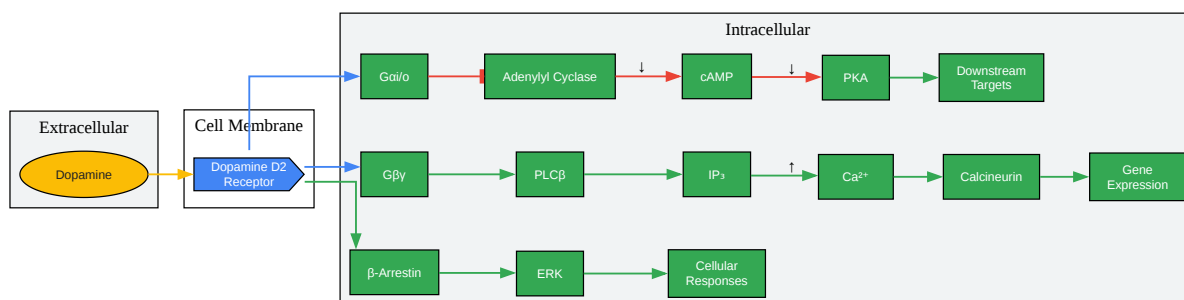 Intracellular
Gαi/o
Adenylyl Cyclase
↓
cAMP
↓
PKA
Downstream
Targets
Extracellular
Dopamine
Cell Membrane
Dopamine D2
Receptor
Gβγ
PLCβ
IP₃
↑
Ca²⁺
Calcineurin
Gene
Expression
β-Arrestin
ERK
Cellular
Responses